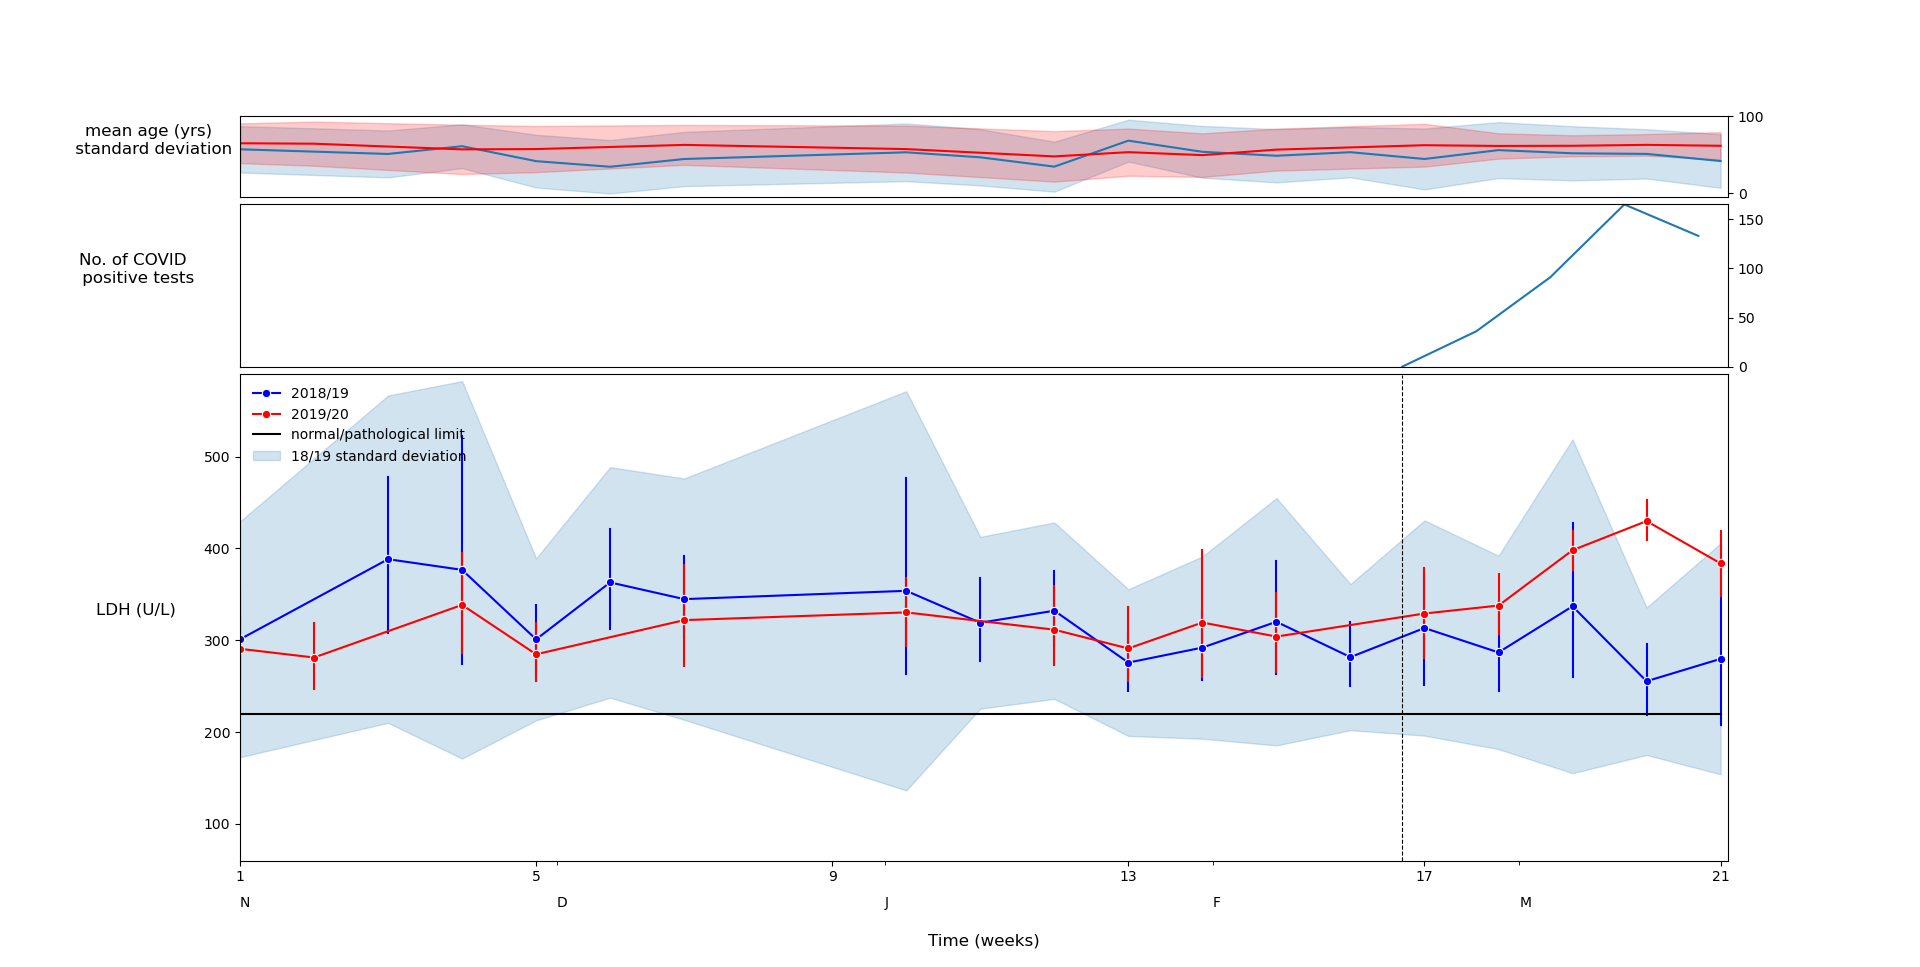 mean age (yrs)
standard deviation
100
0
No. of COVID
positive tests
150
100
50
0
2018/19
2019/20
normal/pathological limit
18/19 standard deviation
500
400
300
200
100
LDH (U/L)
1 5 9 13 17 21
N D J F M
Time (weeks)